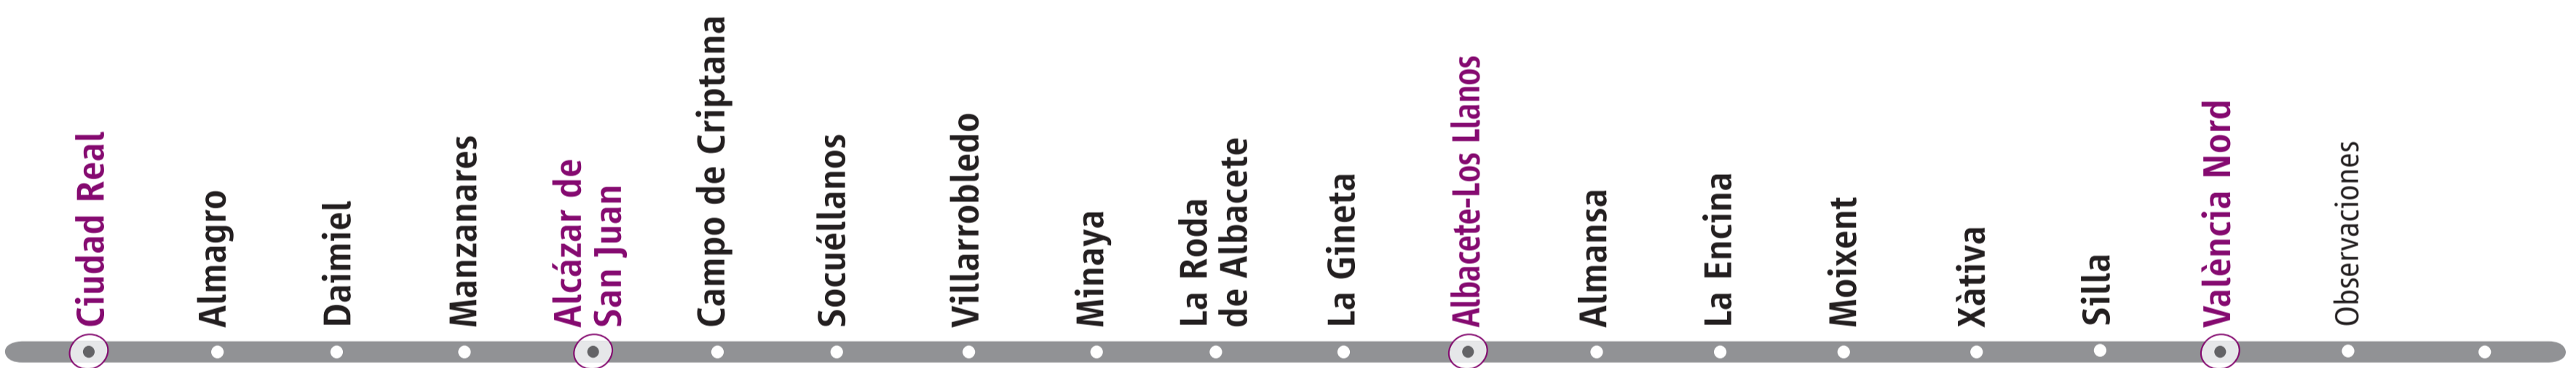 Ciudad Real
Almagro
Daimiel
Manzanares
Alcázar de
San Juan
Campo de Criptana
Socuéllanos
Villarrobledo
Minaya
La Roda
de Albacete
La Gineta
Albacete-Los Llanos
Almansa
La Encina
Moixent
Xàtiva
Silla
València Nord
Observaciones